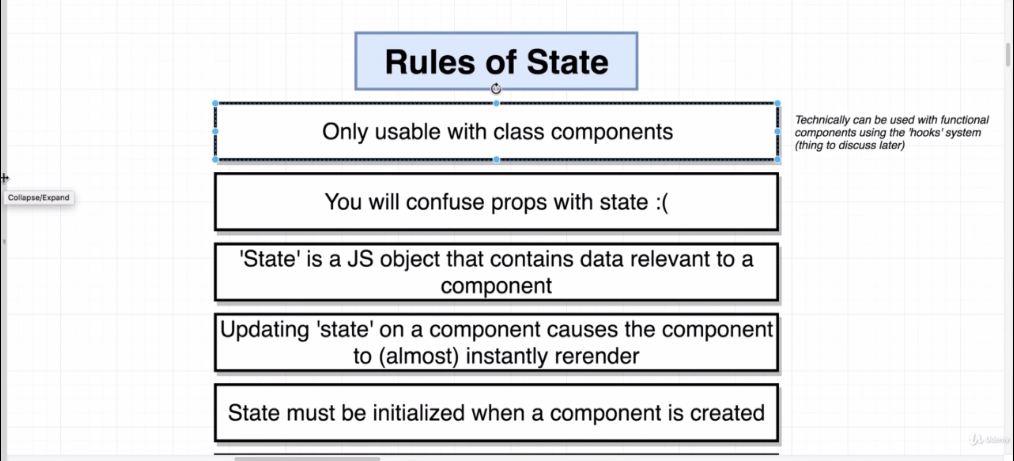 Rules of State
Only usable with class components
Technically can be used with functional
components using the 'hooks' system
(thing to discuss later)
Collapse/Expand
You will confuse props with state :(
'State' is a JS object that contains data relevant to a
component
Updating 'state' on a component causes the component
to (almost) instantly rerender
State must be initialized when a component is created
Udemy